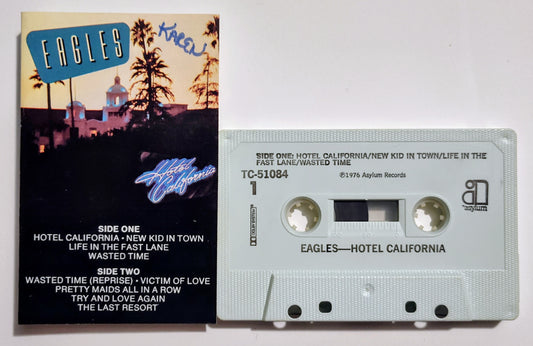 EAGLES
KAREN
Hotel
California
SIDE ONE
HOTEL CALIFORNIA • NEW KID IN TOWN
LIFE IN THE FAST LANE
WASTED TIME
SIDE TWO
WASTED TIME (REPRISE) • VICTIM OF LOVE
PRETTY MAIDS ALL IN A ROW
TRY AND LOVE AGAIN
THE LAST RESORT
SIDE ONE: HOTEL CALIFORNIA/NEW KID IN TOWN/LIFE IN THE
FAST LANE/WASTED TIME
TC-51084
©1976 Asylum Records
1
asylum
EAGLES—HOTEL CALIFORNIA